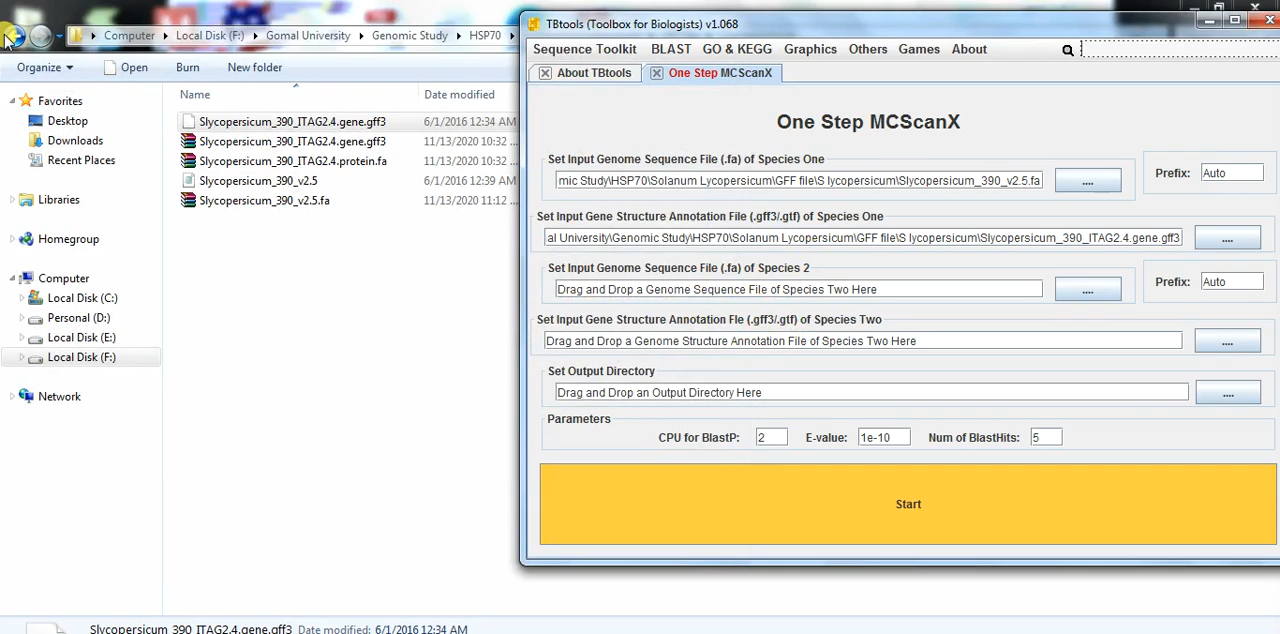 Computer Local Disk (F:) Gomal University Genomic Study HSP70
Organize Open Burn New folder
Favorites
Desktop
Downloads
Recent Places
Libraries
Homegroup
Computer
Local Disk (C:)
Personal (D:)
Local Disk (E:)
Local Disk (F:)
Network
Name Date modified
Slycopersicum_390_ITAG2.4.gene.gff3 6/1/2016 12:34 AM
Slycopersicum_390_ITAG2.4.gene.gff3 11/13/2020 10:32 ...
Slycopersicum_390_ITAG2.4.protein.fa 11/13/2020 10:32 ...
Slycopersicum_390_v2.5 6/1/2016 12:39 AM
Slycopersicum_390_v2.5.fa 11/13/2020 11:12 ...
Slycopersicum_390_ITAG2.4.gene.gff3 Date modified: 6/1/2016 12:34 AM
TBtools (Toolbox for Biologists) v1.068
Sequence Toolkit BLAST GO & KEGG Graphics Others Games About
About TBtools One Step MCScanX
One Step MCScanX
Set Input Genome Sequence File (.fa) of Species One
mic Study\HSP70\Solanum Lycopersicum\GFF file\S lycopersicum\Slycopersicum_390_v2.5.fa .... Prefix: Auto
Set Input Gene Structure Annotation File (.gff3/.gtf) of Species One
al University\Genomic Study\HSP70\Solanum Lycopersicum\GFF file\S lycopersicum\Slycopersicum_390_ITAG2.4.gene.gff3 ....
Set Input Genome Sequence File (.fa) of Species 2
Drag and Drop a Genome Sequence File of Species Two Here .... Prefix: Auto
Set Input Gene Structure Annotation Fle (.gff3/.gtf) of Species Two
Drag and Drop a Genome Structure Annotation File of Species Two Here ....
Set Output Directory
Drag and Drop an Output Directory Here ....
Parameters
CPU for BlastP: 2 E-value: 1e-10 Num of BlastHits: 5
Start